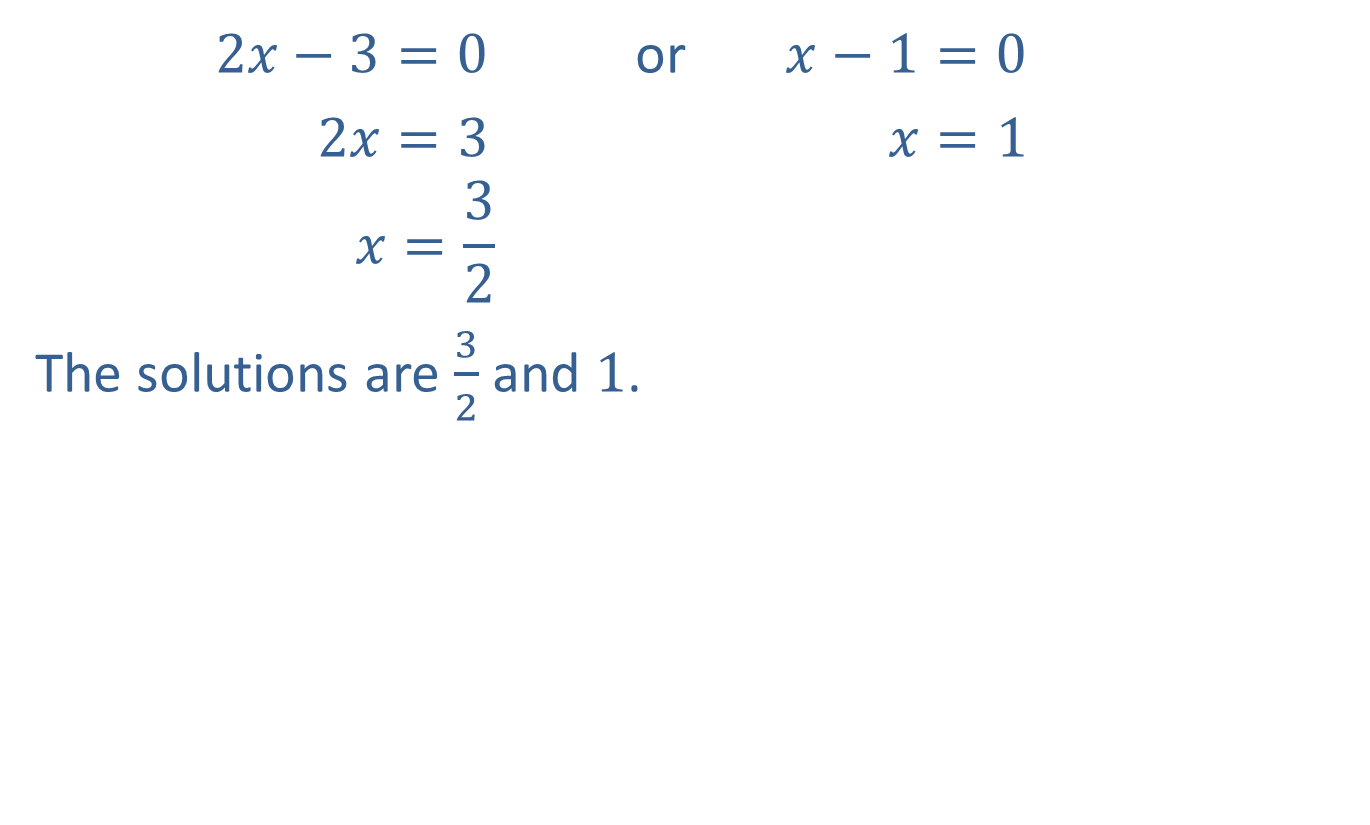 2x − 3 = 0 or x − 1 = 0
2x = 3 x = 1
x = 3/2
The solutions are 3/2 and 1.